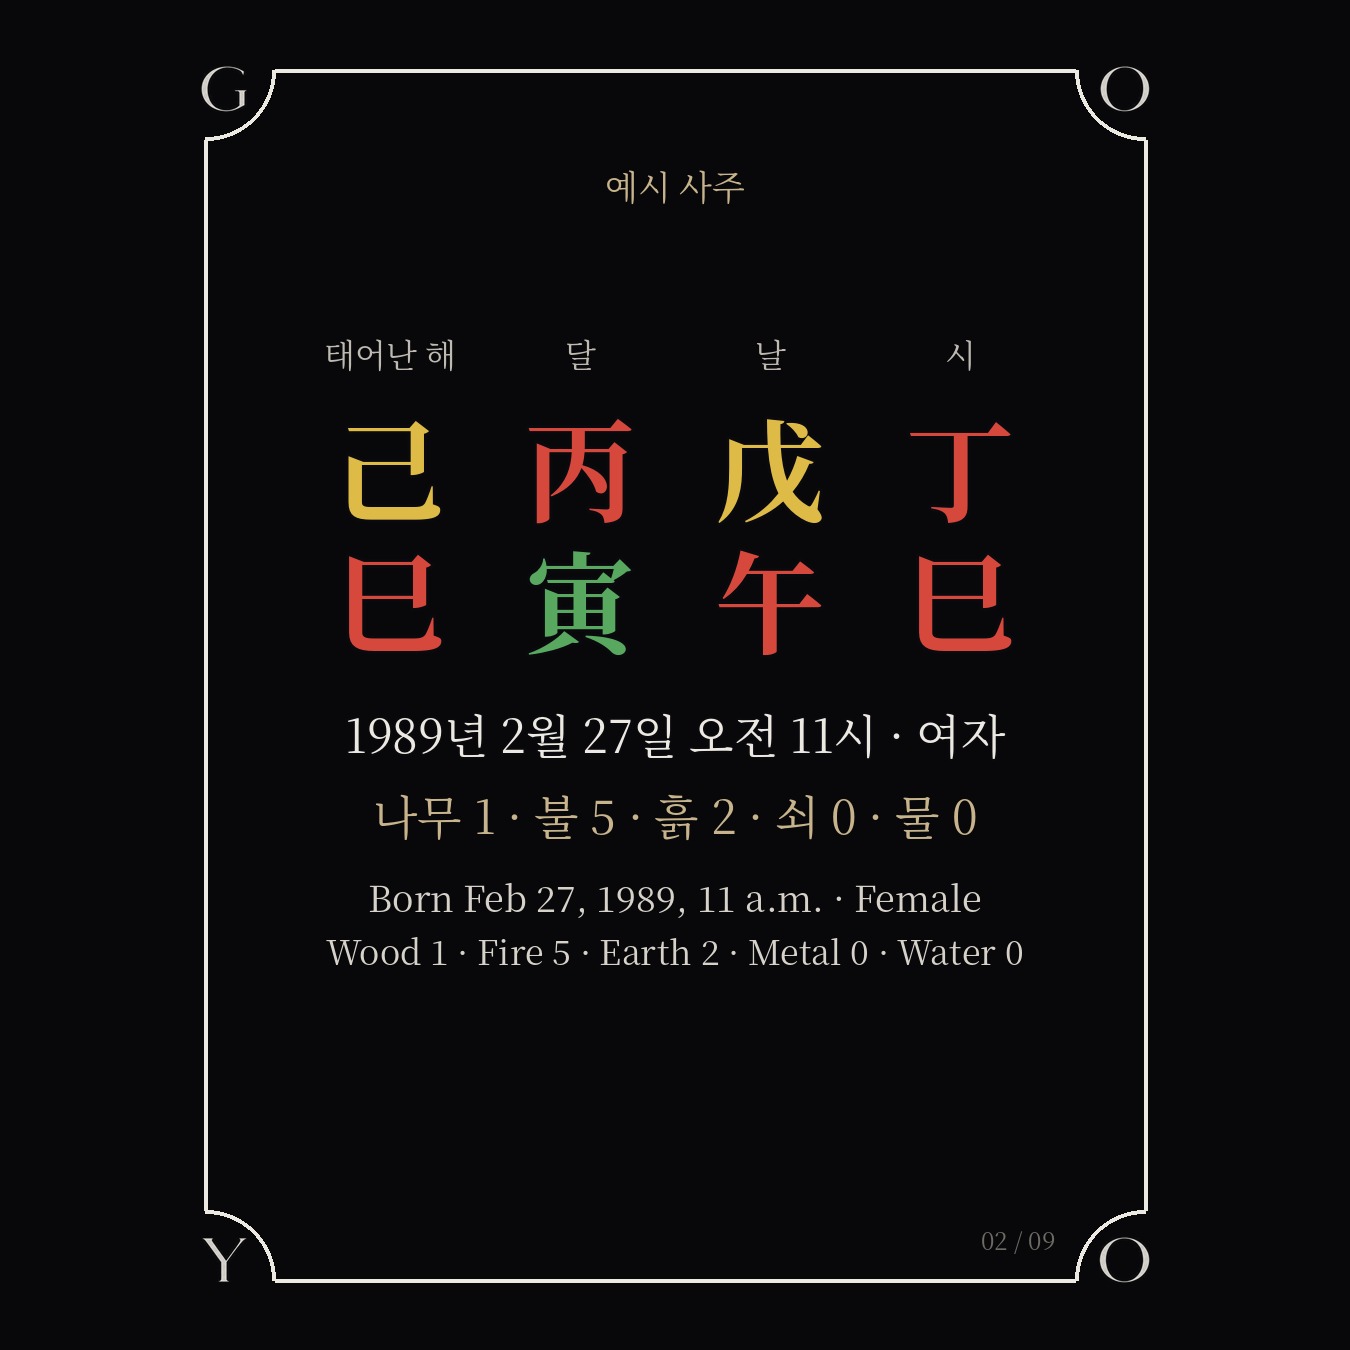 G O
예시 사주
태어난 해 달 날 시
己 丙 戊 丁
巳 寅 午 巳
1989년 2월 27일 오전 11시 · 여자
나무 1 · 불 5 · 흙 2 · 쇠 0 · 물 0
Born Feb 27, 1989, 11 a.m. · Female
Wood 1 · Fire 5 · Earth 2 · Metal 0 · Water 0
02 / 09
Y O